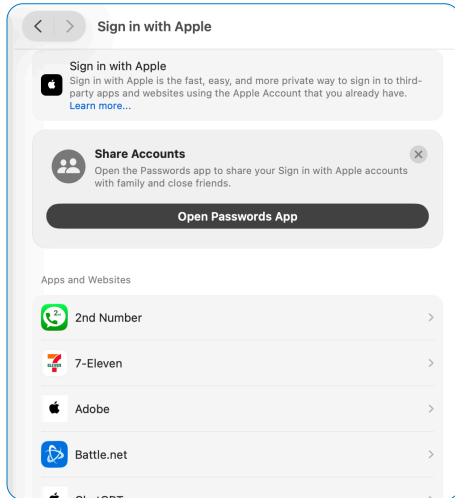 Sign in with Apple
Sign in with Apple
Sign in with Apple is the fast, easy, and more private way to sign in to third-
party apps and websites using the Apple Account that you already have.
Learn more...
Share Accounts
Open the Passwords app to share your Sign in with Apple accounts
with family and close friends.
Open Passwords App
Apps and Websites
2nd Number
7-Eleven
Adobe
Battle.net
ChatGPT